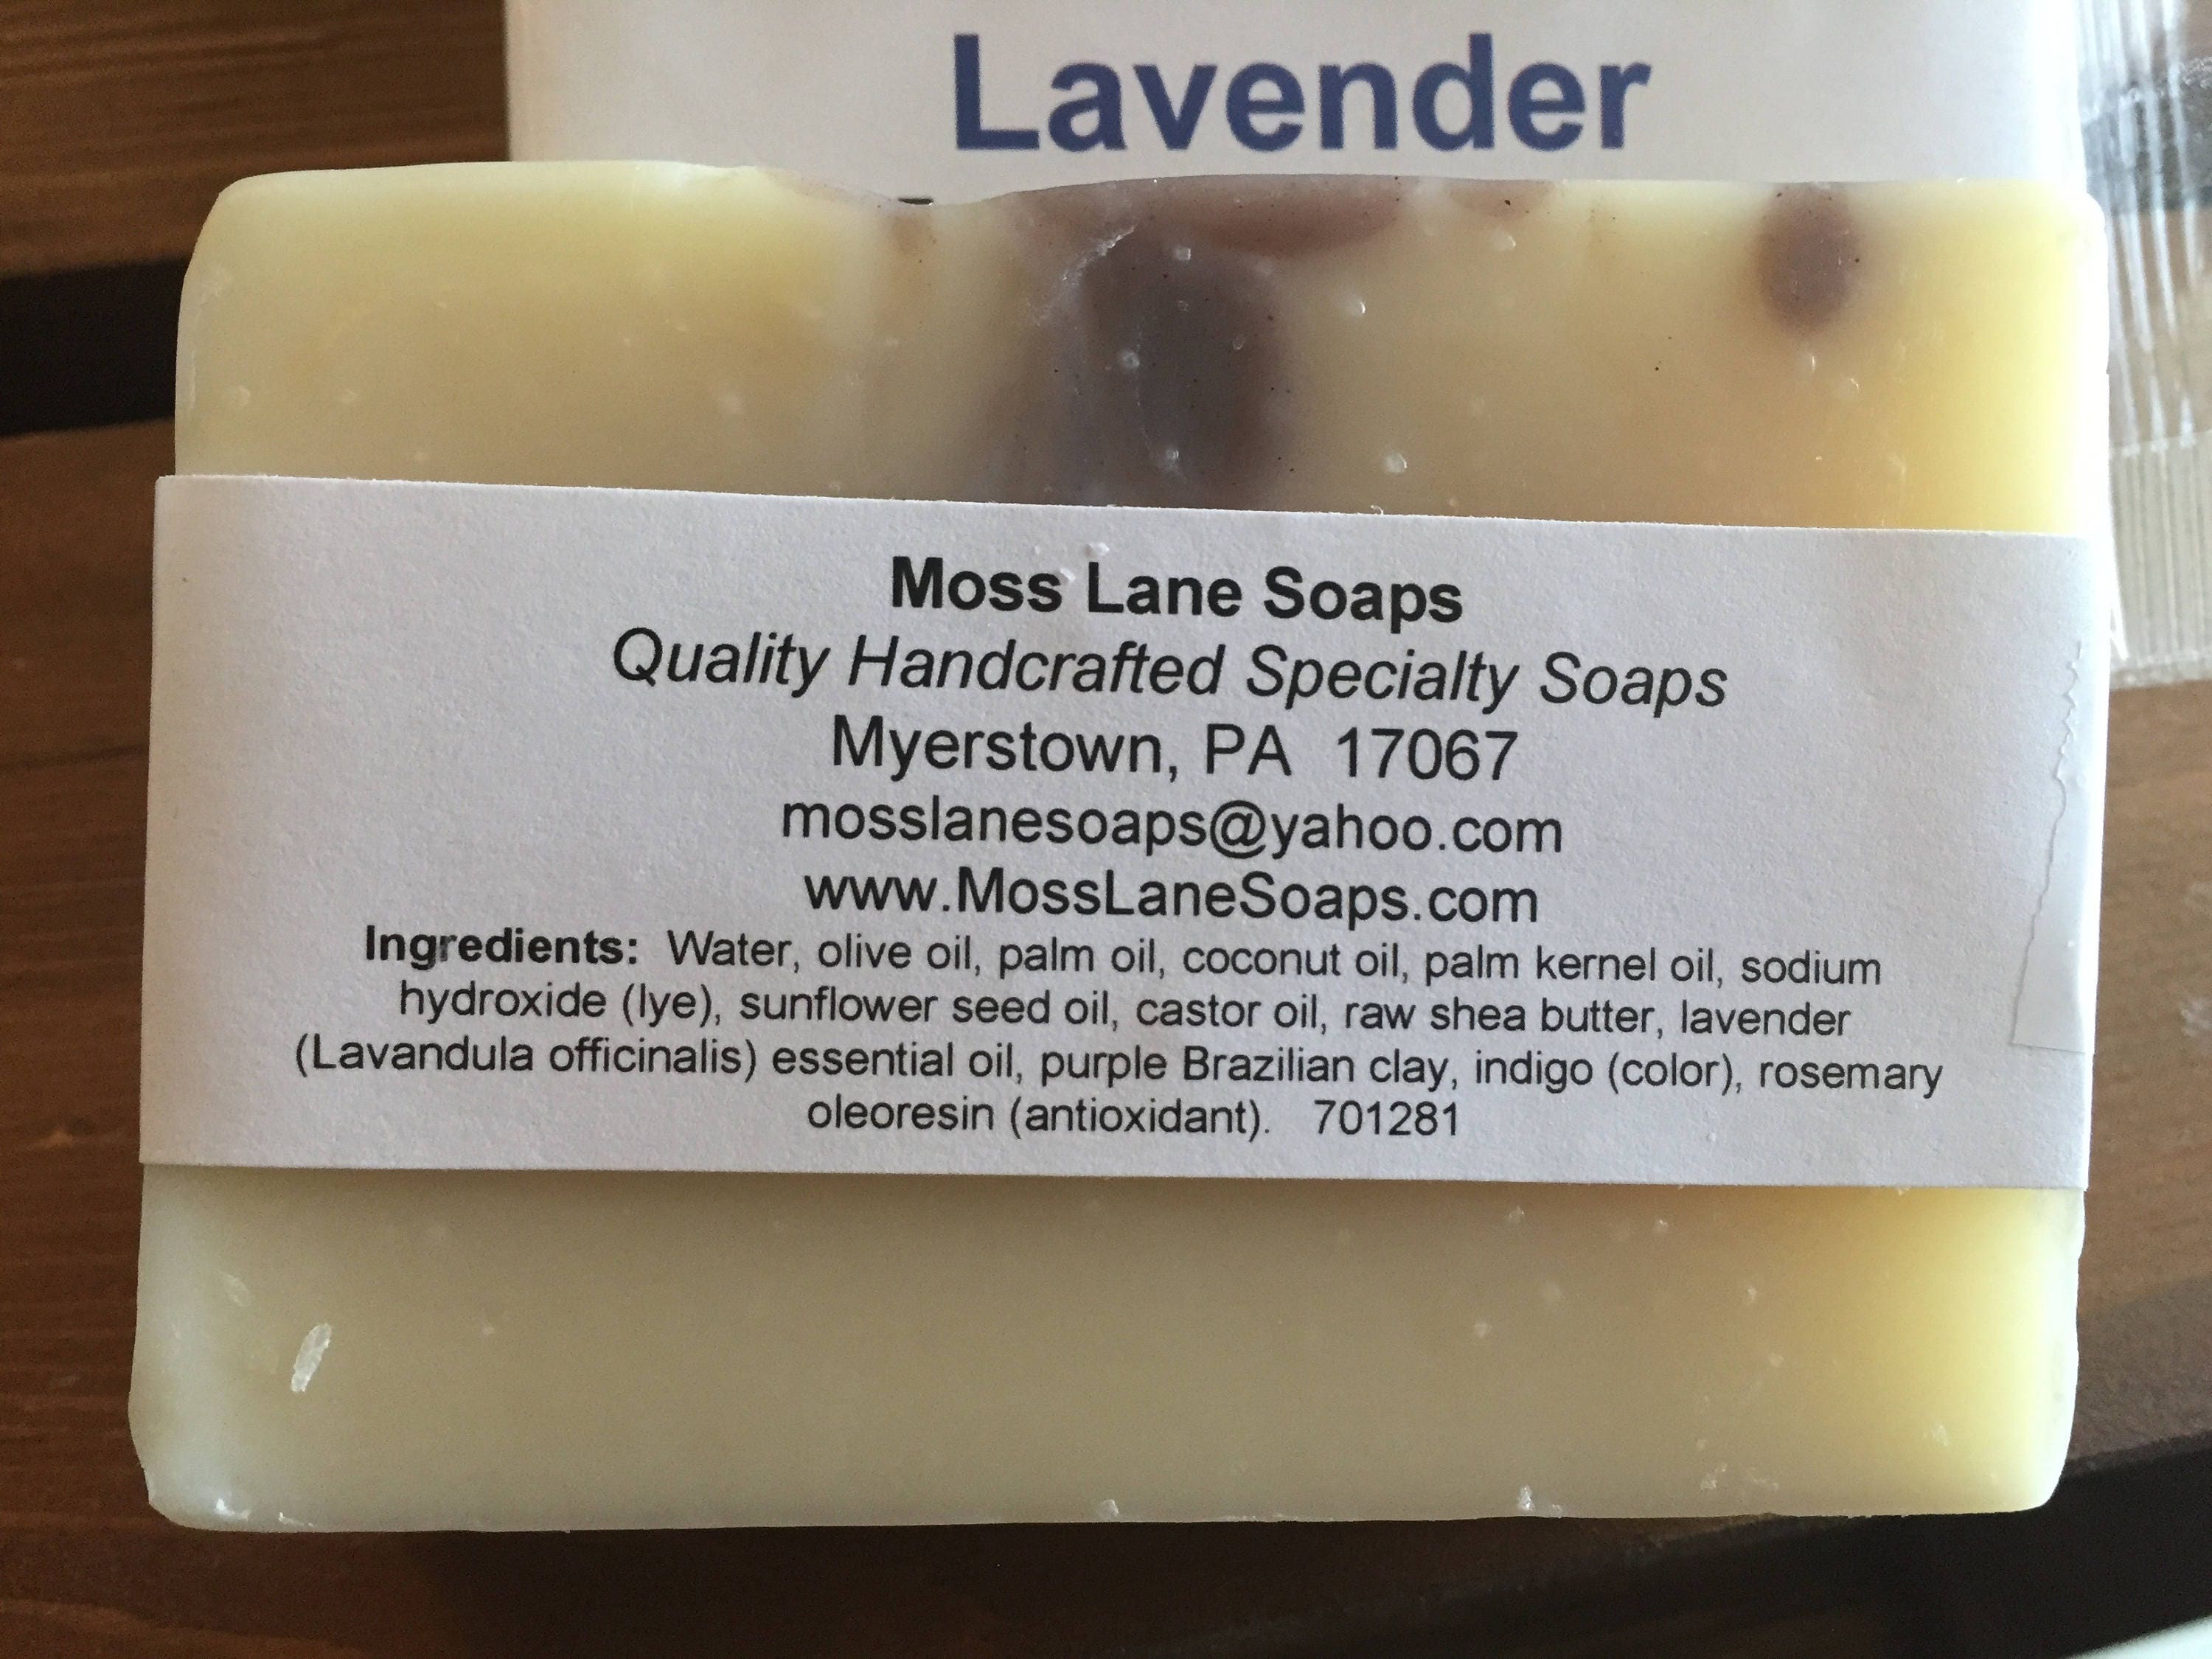 Lavender
Moss Lane Soaps
Quality Handcrafted Specialty Soaps
Myerstown, PA  17067
mosslanesoaps@yahoo.com
www.MossLaneSoaps.com
Ingredients:  Water, olive oil, palm oil, coconut oil, palm kernel oil, sodium
hydroxide (lye), sunflower seed oil, castor oil, raw shea butter, lavender
(Lavandula officinalis) essential oil, purple Brazilian clay, indigo (color), rosemary
oleoresin (antioxidant).   701281